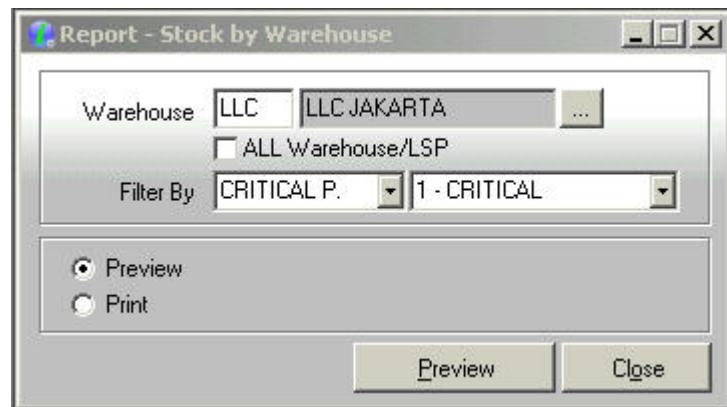 Report - Stock by Warehouse
Warehouse LLC LLC JAKARTA ...
ALL Warehouse/LSP
Filter By CRITICAL P. 1 - CRITICAL
Preview
Print
Preview Close